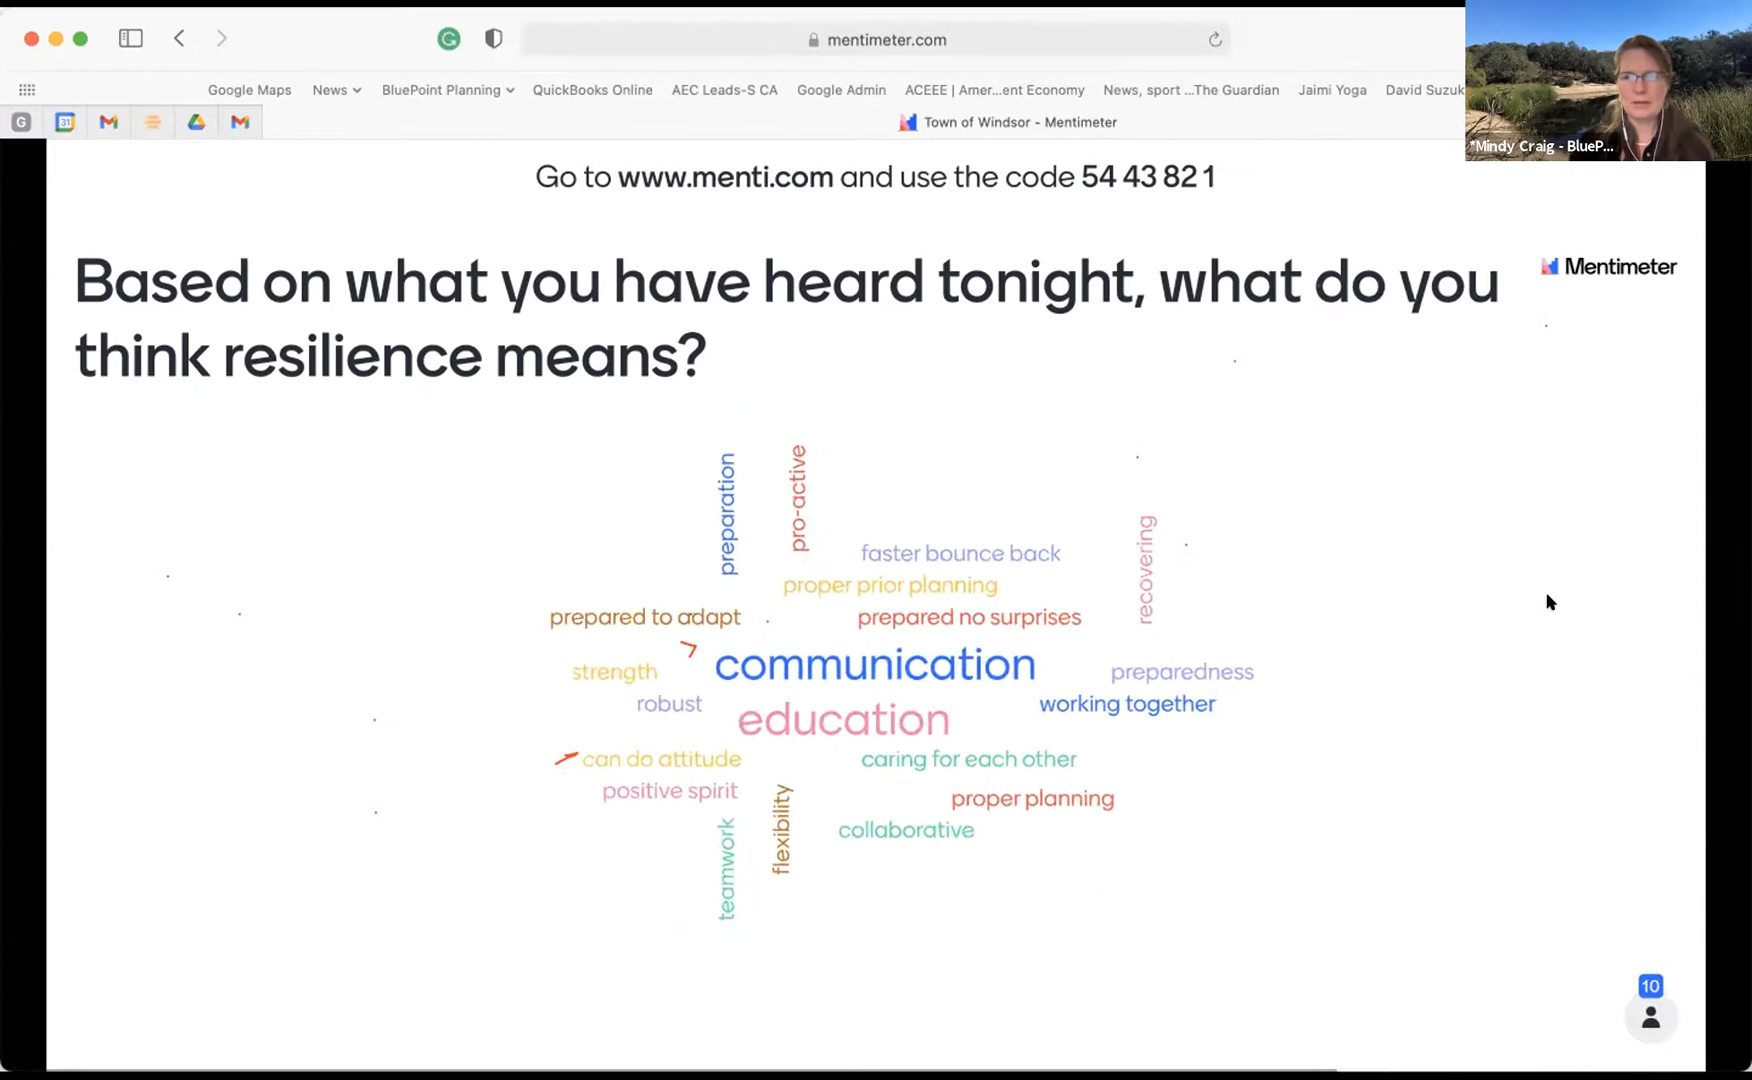 mentimeter.com
Google Maps
News
BluePoint Planning
QuickBooks Online
AEC Leads-S CA
Google Admin
ACEEE | Amer...ent Economy
News, sport ...The Guardian
Jaimi Yoga
David Suzuk
G
31
Town of Windsor - Mentimeter
*Mindy Craig - BlueP...
Go to www.menti.com and use the code 54 43 82 1
Based on what you have heard tonight, what do you
think resilience means?
Mentimeter
preparation
pro-active
faster bounce back
recovering
proper prior planning
prepared to adapt
prepared no surprises
communication
strength
preparedness
robust
working together
education
can do attitude
caring for each other
positive spirit
proper planning
flexibility
collaborative
teamwork
10